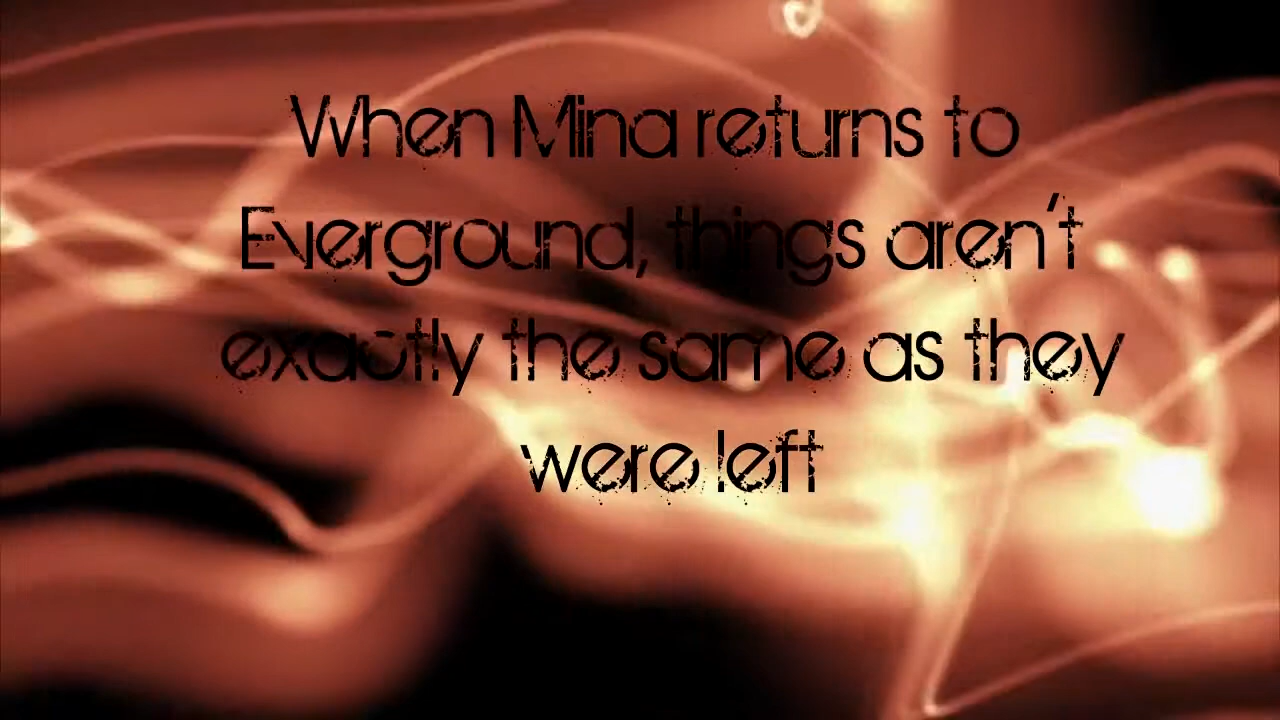 When Mina returns to
Everground, things aren't
exactly the same as they
were left